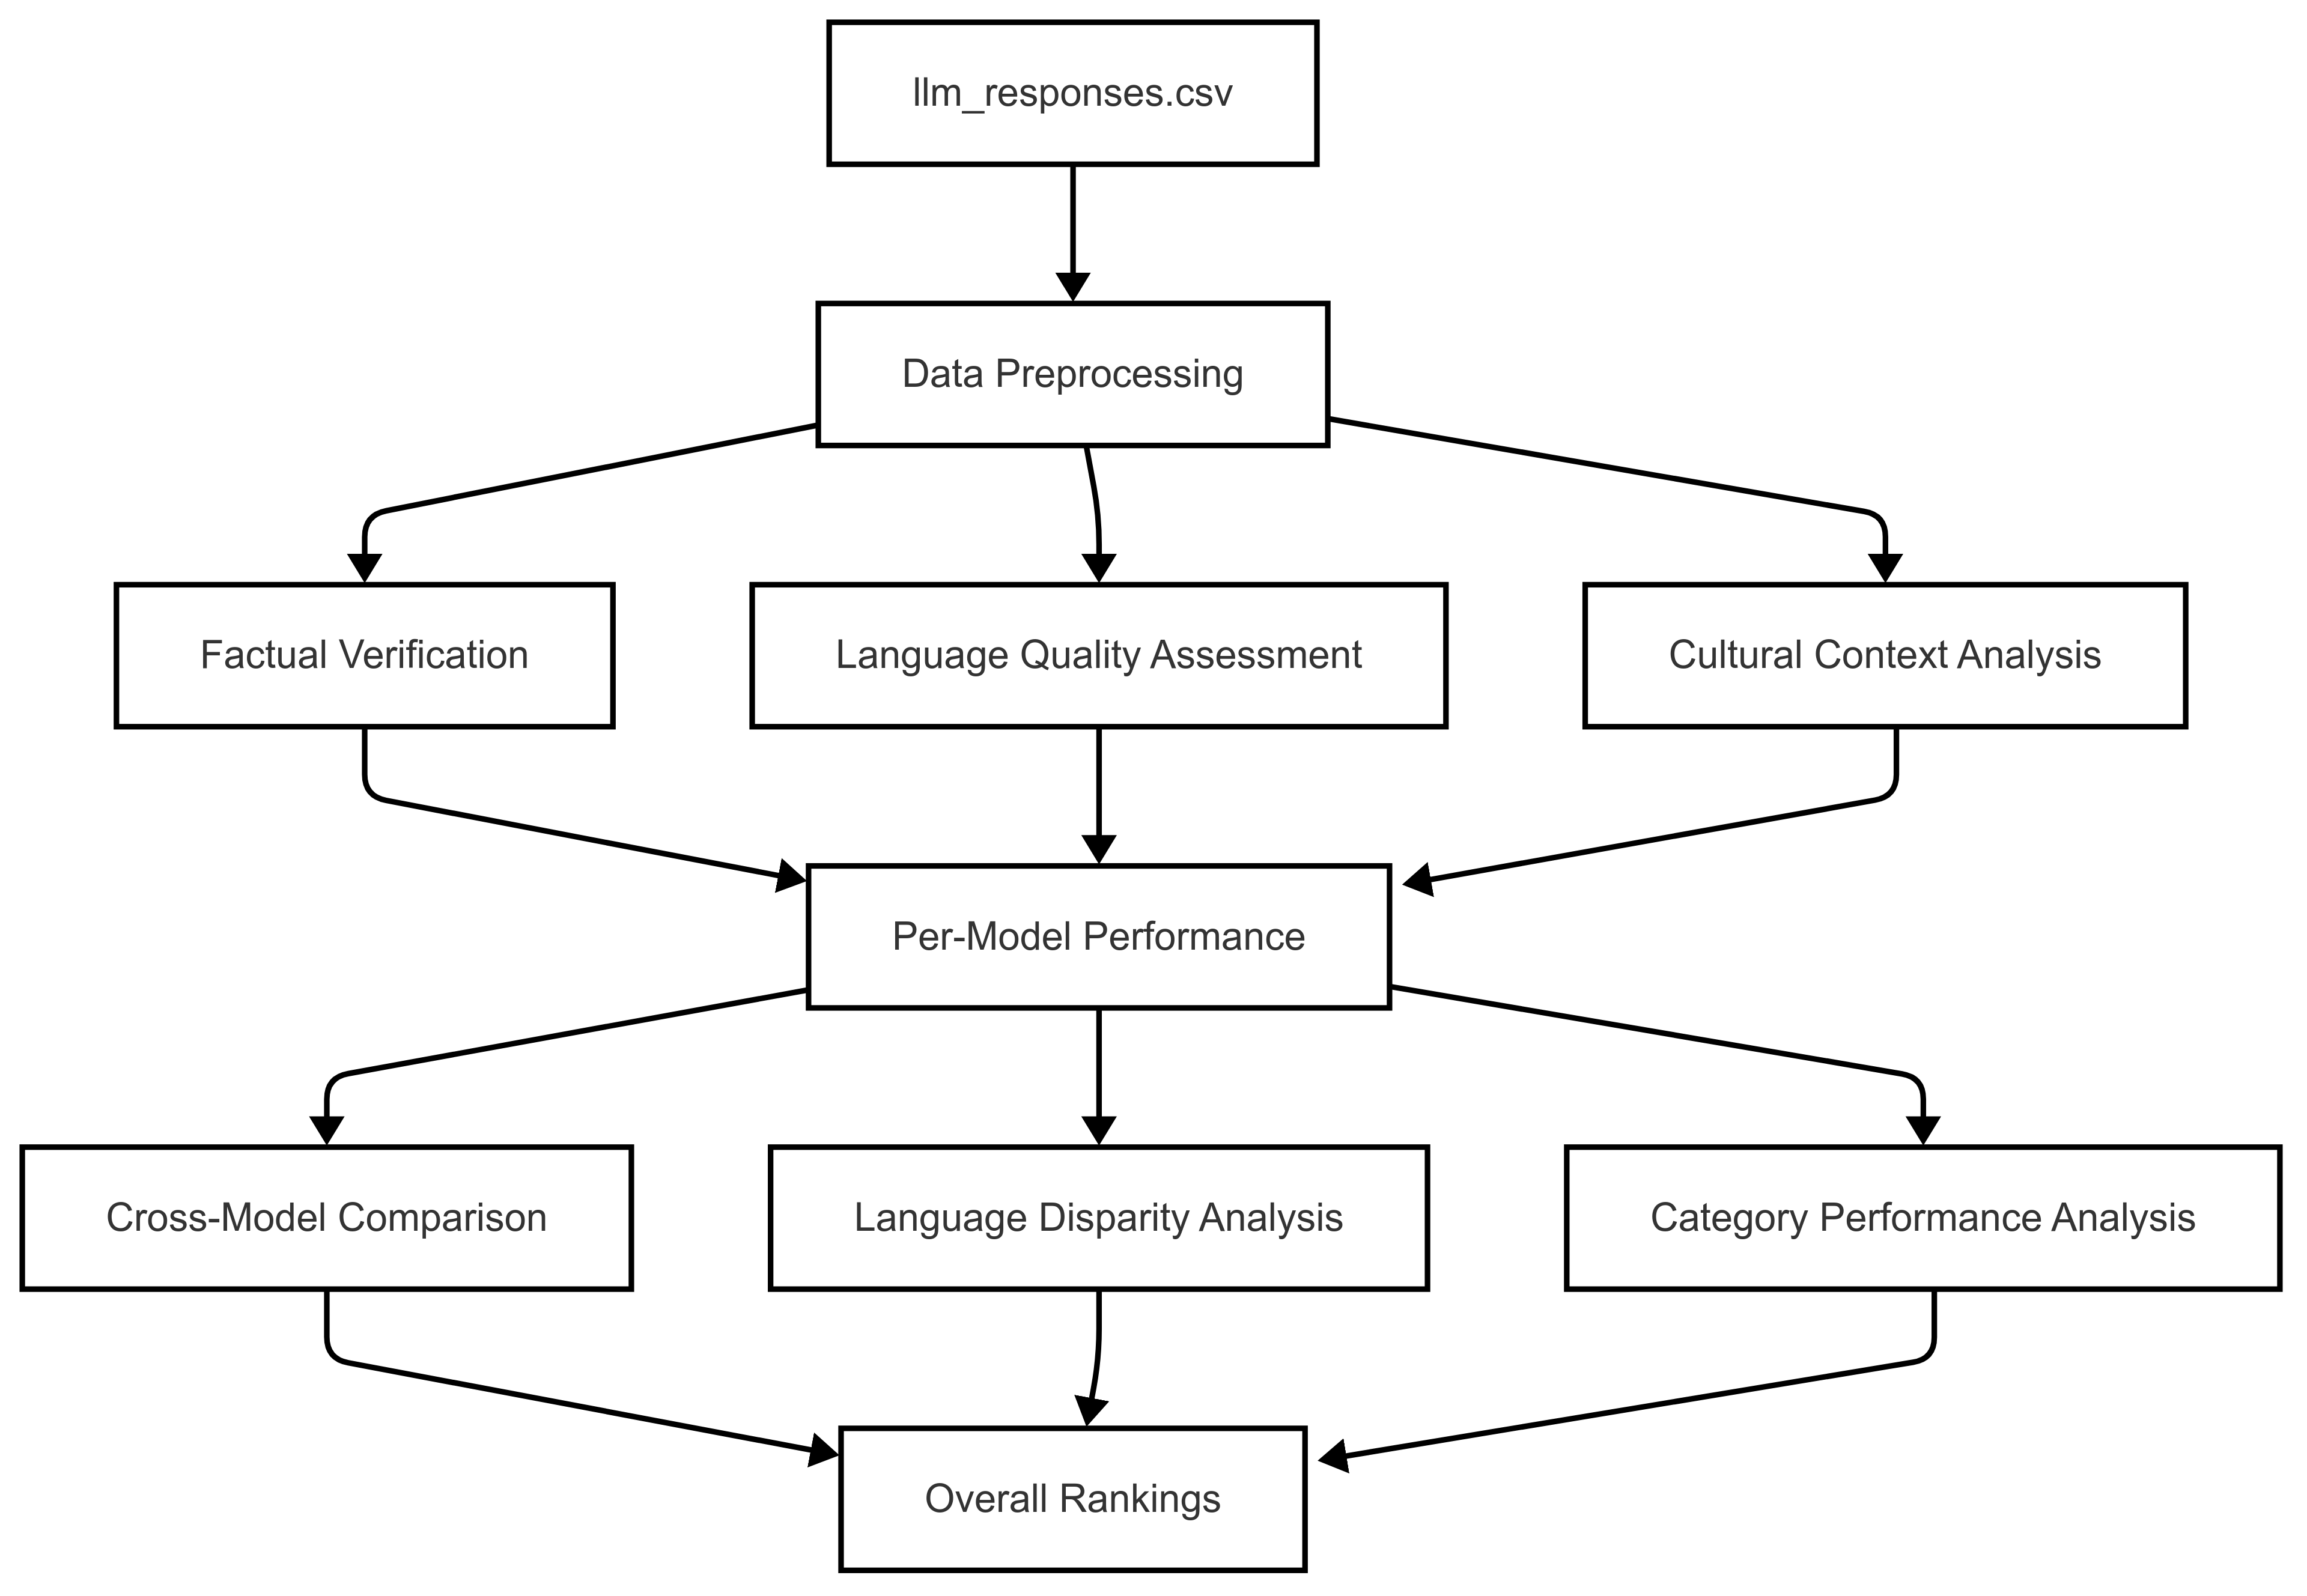 llm_responses.csv
Data Preprocessing
Factual Verification
Language Quality Assessment
Cultural Context Analysis
Per-Model Performance
Cross-Model Comparison
Language Disparity Analysis
Category Performance Analysis
Overall Rankings